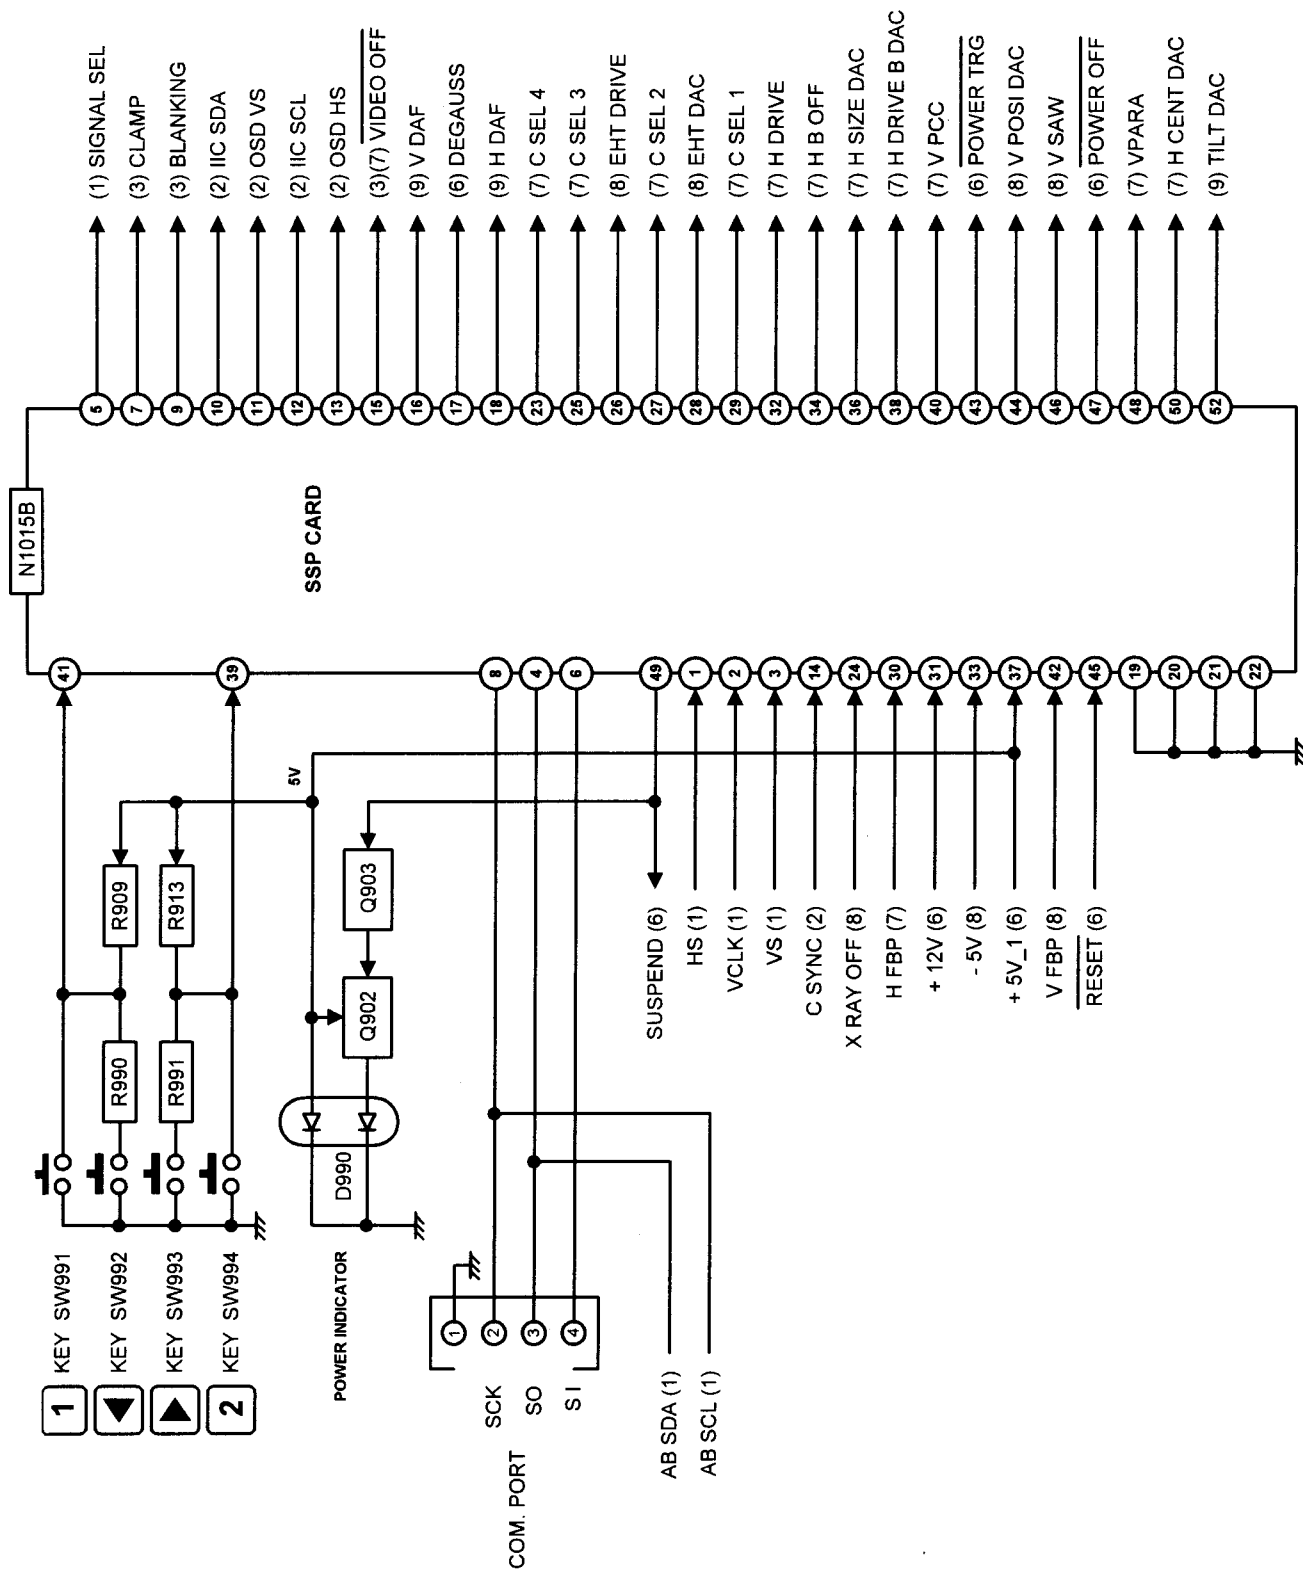 N1015B
SSP CARD
5 (1) SIGNAL SEL
7 (3) CLAMP
9 (3) BLANKING
10 (2) IIC SDA
11 (2) OSD VS
12 (2) IIC SCL
13 (2) OSD HS
15 (3)(7) VIDEO OFF
16 (9) V DAF
17 (6) DEGAUSS
18 (9) H DAF
23 (7) C SEL 4
25 (7) C SEL 3
26 (8) EHT DRIVE
27 (7) C SEL 2
28 (8) EHT DAC
29 (7) C SEL 1
32 (7) H DRIVE
34 (7) H B OFF
36 (7) H SIZE DAC
38 (7) H DRIVE B DAC
40 (7) V PCC
43 (6) POWER TRG
44 (8) V POSI DAC
46 (8) V SAW
47 (6) POWER OFF
48 (7) VPARA
50 (7) H CENT DAC
52 (9) TILT DAC
41
39
8
4
6
49
1
2
3
14
24
30
31
33
37
42
45
19
20
21
22
5V
R909
R913
R990
R991
Q903
Q902
D990
1 KEY SW991
KEY SW992
KEY SW993
2 KEY SW994
POWER INDICATOR
1
2
3
4
SCK
SO
SI
COM. PORT
AB SDA (1)
AB SCL (1)
SUSPEND (6)
HS (1)
VCLK (1)
VS (1)
C SYNC (2)
X RAY OFF (8)
H FBP (7)
+ 12V (6)
- 5V (8)
+ 5V_1 (6)
V FBP (8)
RESET (6)